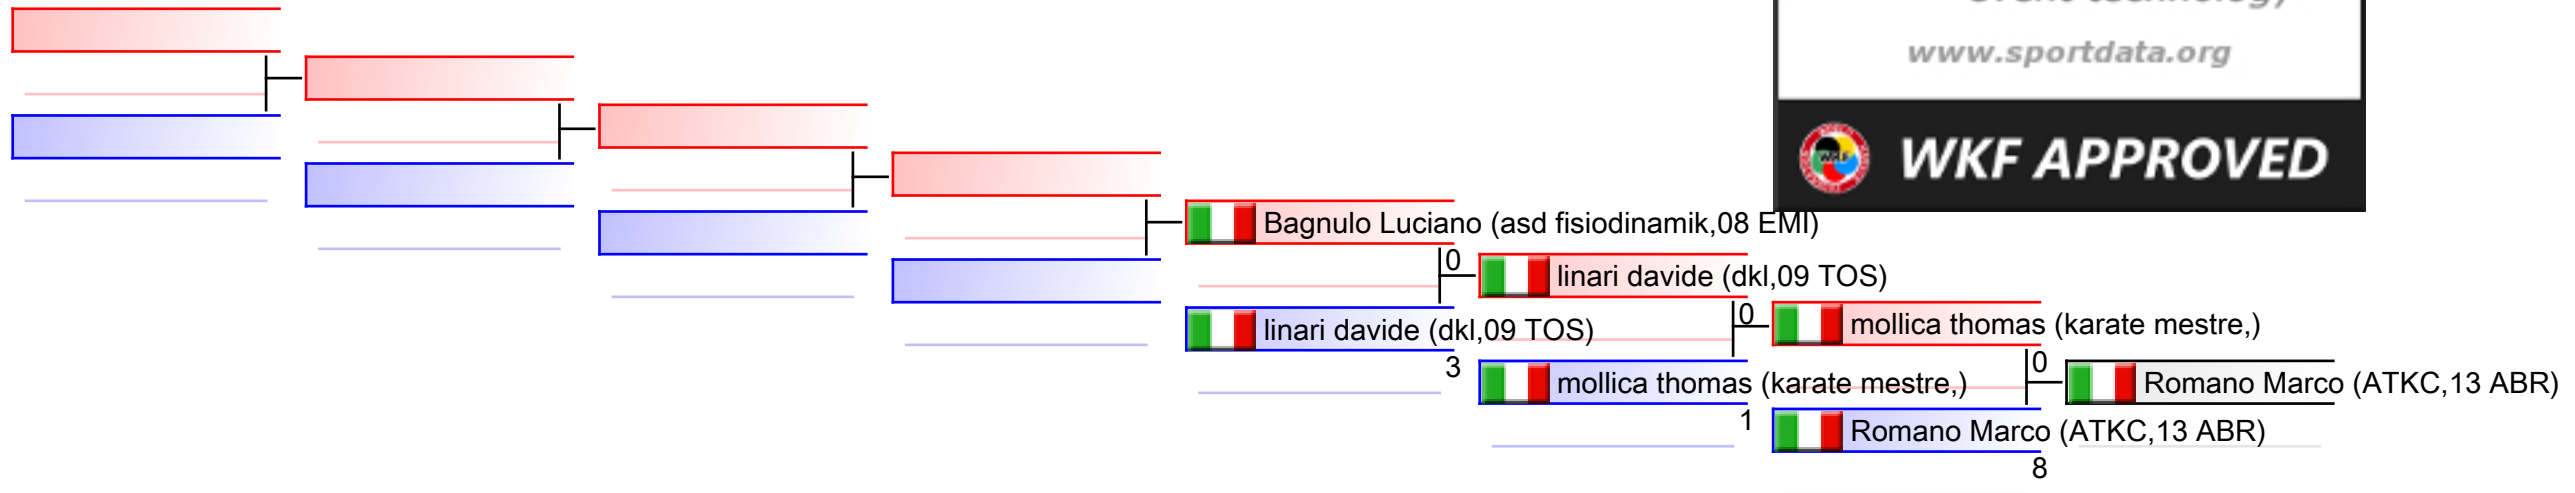 www.sportdata.org
WKF APPROVED
Bagnulo Luciano (asd fisiodinamik,08 EMI)
0
linari davide (dkl,09 TOS)
linari davide (dkl,09 TOS)
3
0
mollica thomas (karate mestre,)
mollica thomas (karate mestre,)
1
0
Romano Marco (ATKC,13 ABR)
Romano Marco (ATKC,13 ABR)
8